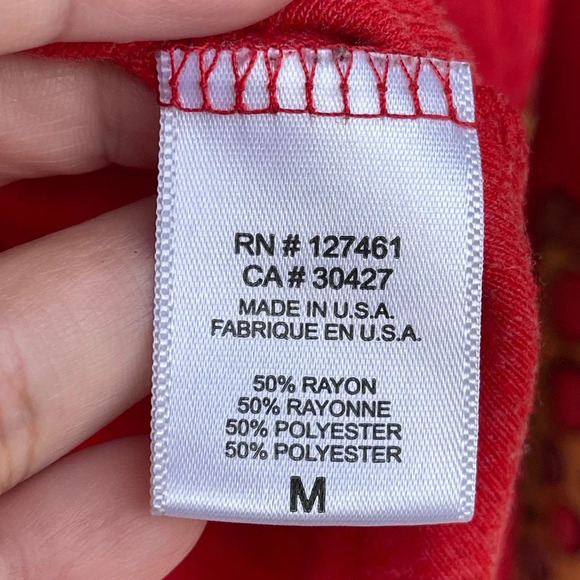 RN # 127461
CA # 30427
MADE IN U.S.A.
FABRIQUE EN U.S.A.
50% RAYON
50% RAYONNE
50% POLYESTER
50% POLYESTER
M